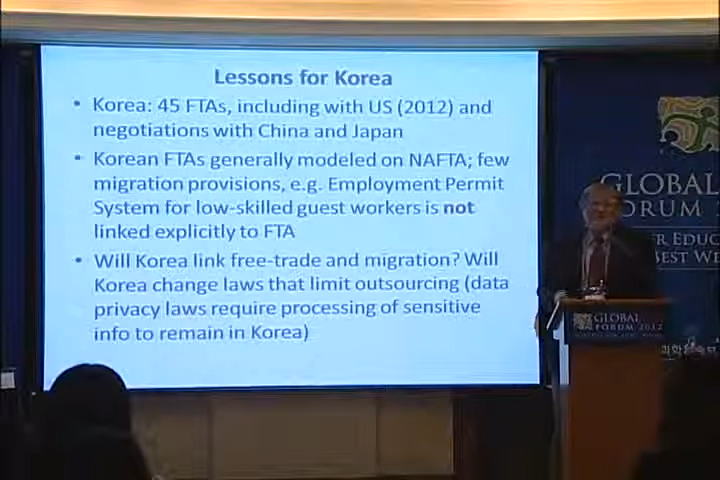 Lessons for Korea
• Korea: 45 FTAs, including with US (2012) and
negotiations with China and Japan
• Korean FTAs generally modeled on NAFTA; few
migration provisions, e.g. Employment Permit
System for low-skilled guest workers is not
linked explicitly to FTA
• Will Korea link free-trade and migration? Will
Korea change laws that limit outsourcing (data
privacy laws require processing of sensitive
info to remain in Korea)
GLOBAL
ORUM
R EDUC
BEST WE
GLOBAL
FORUM 2012